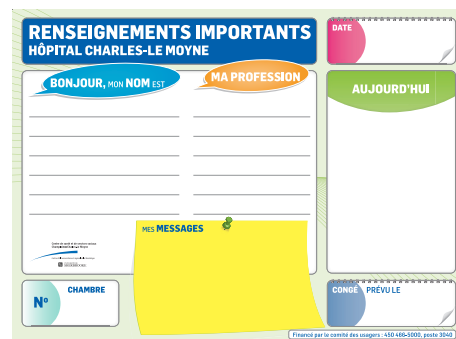 RENSEIGNEMENTS IMPORTANTS
HÔPITAL CHARLES-LE MOYNE
DATE
BONJOUR, MON NOM EST
MA PROFESSION
AUJOURD'HUI
MES MESSAGES
Nº
CHAMBRE
CONGÉ PRÉVU LE
Financé par le comité des usagers : 450 466-5000, poste 3040